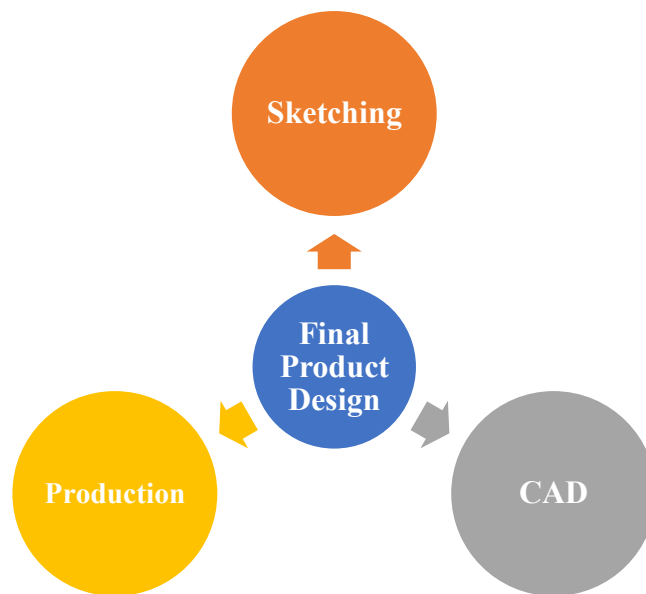 Sketching
Final
Product
Design
Production
CAD